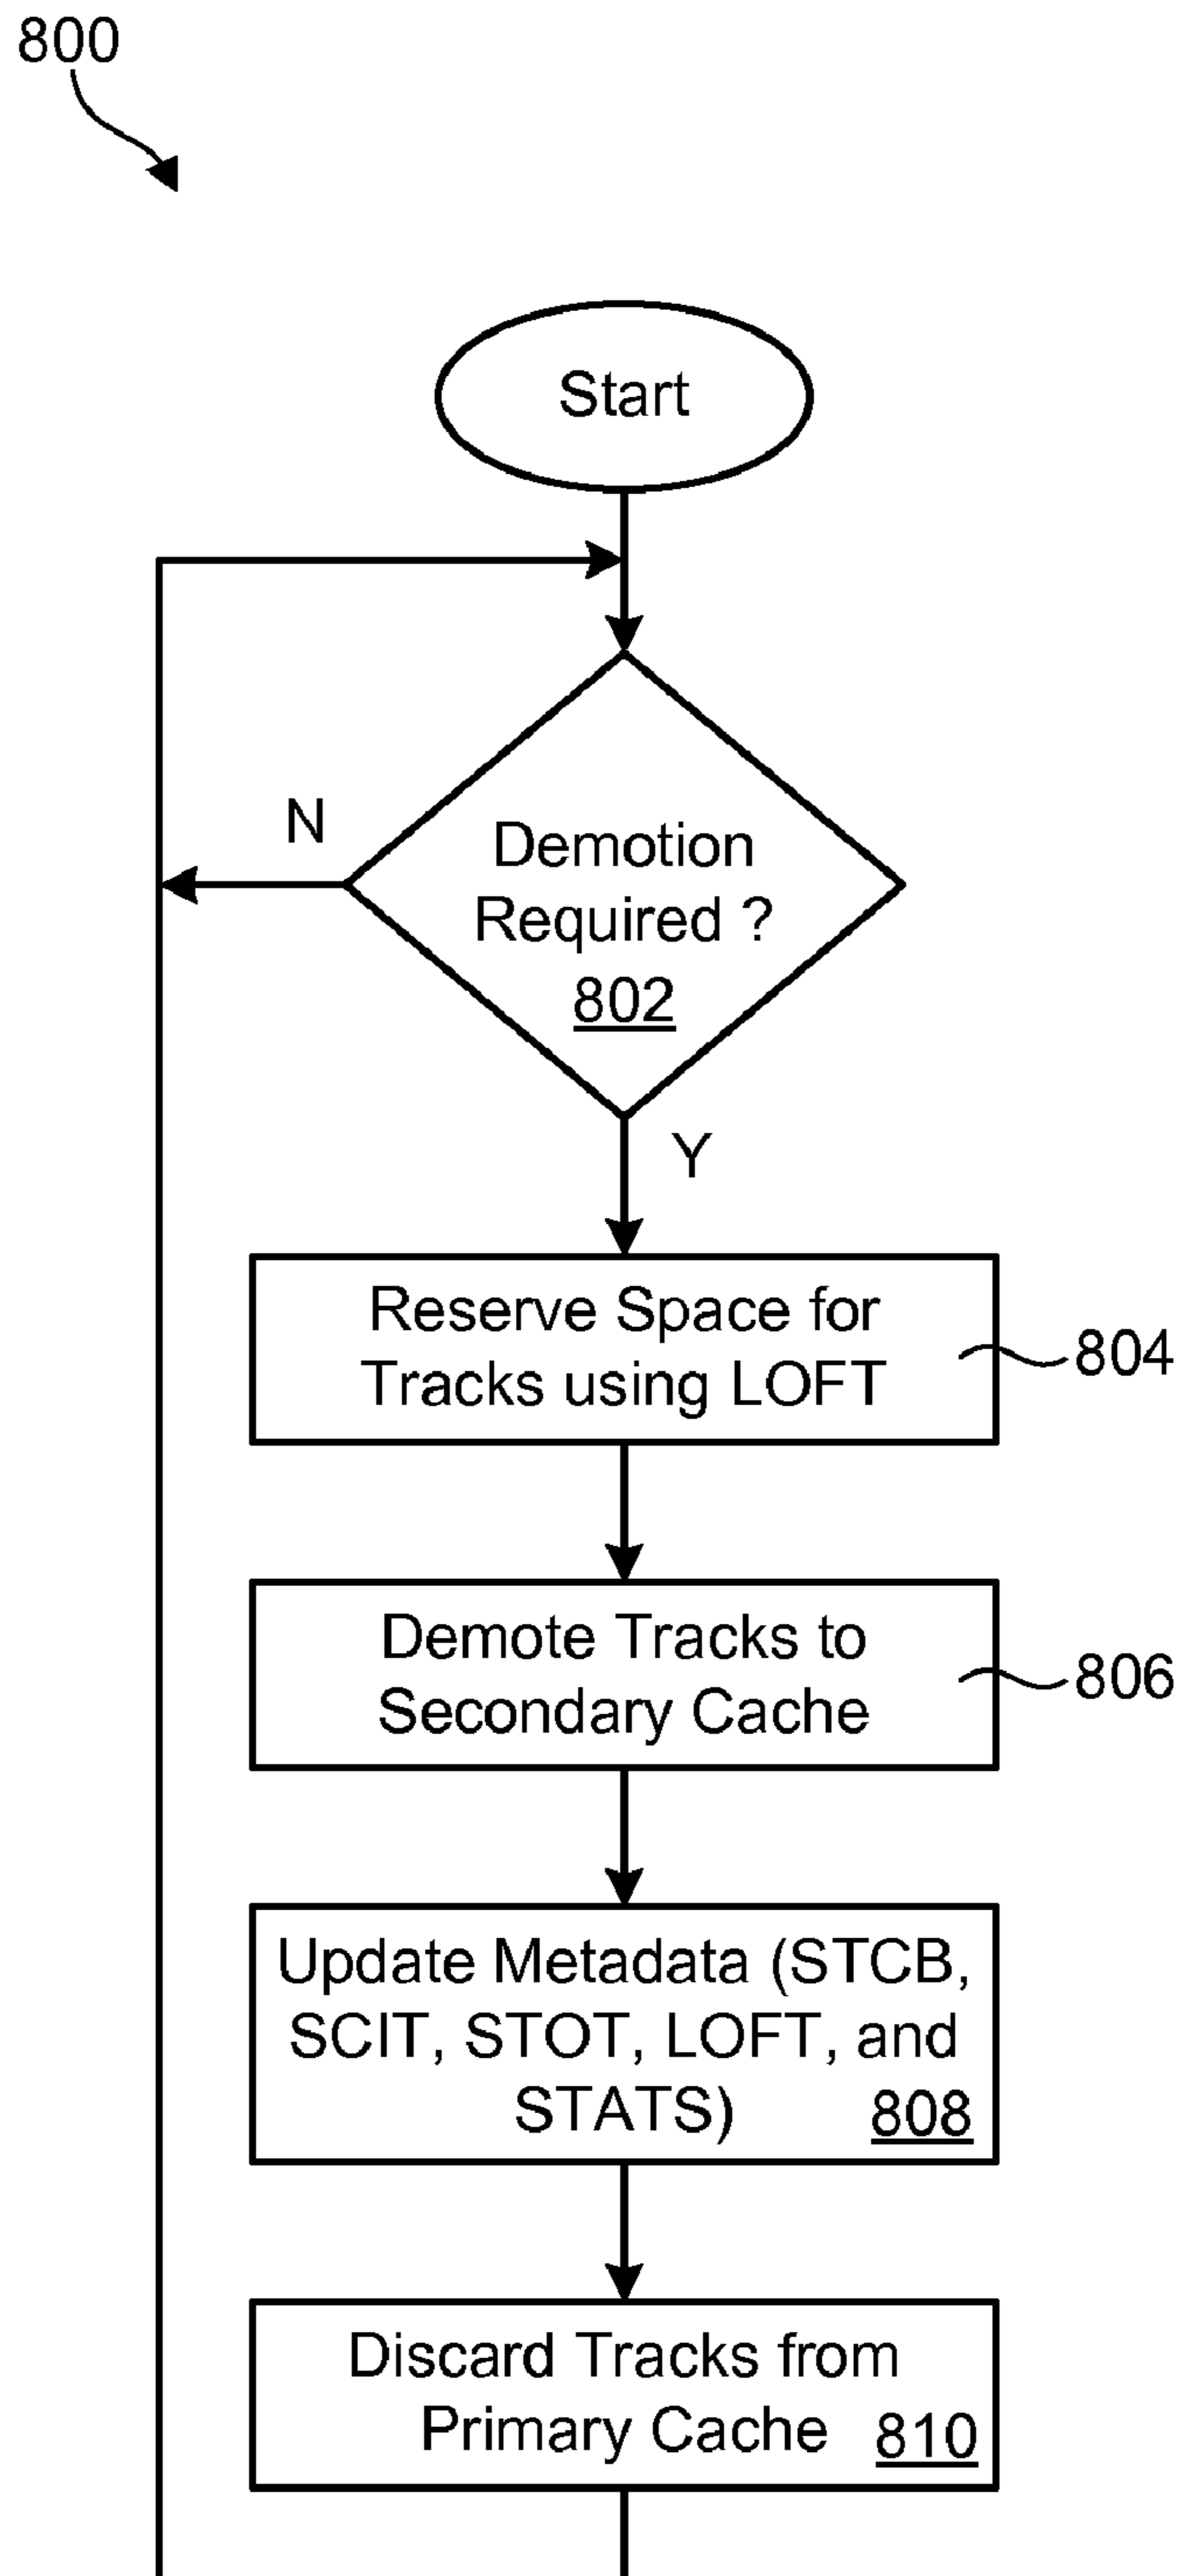 800
Start
N
Demotion
Required ?
802
Y
Reserve Space for
Tracks using LOFT
804
Demote Tracks to
Secondary Cache
806
Update Metadata (STCB,
SCIT, STOT, LOFT, and
STATS) 808
Discard Tracks from
Primary Cache 810